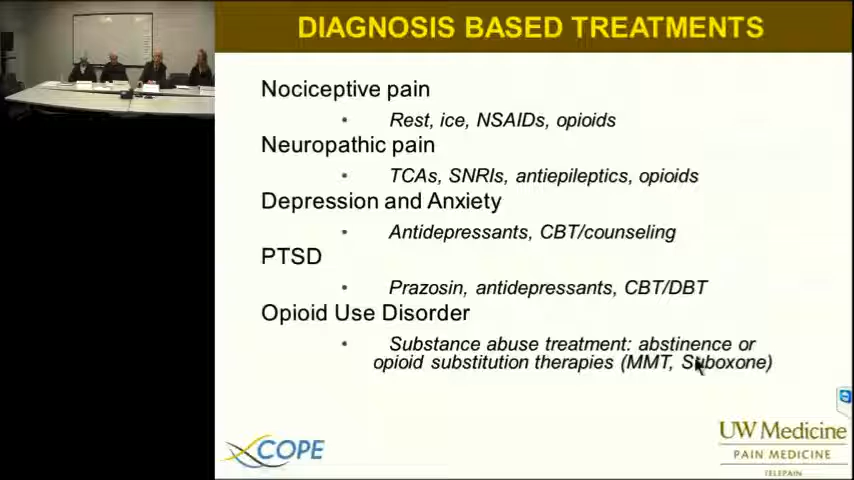 DIAGNOSIS BASED TREATMENTS
Nociceptive pain
• Rest, ice, NSAIDs, opioids
Neuropathic pain
• TCAs, SNRIs, antiepileptics, opioids
Depression and Anxiety
• Antidepressants, CBT/counseling
PTSD
• Prazosin, antidepressants, CBT/DBT
Opioid Use Disorder
• Substance abuse treatment: abstinence or
opioid substitution therapies (MMT, Suboxone)
COPE
UW Medicine
PAIN MEDICINE
TELEPAIN